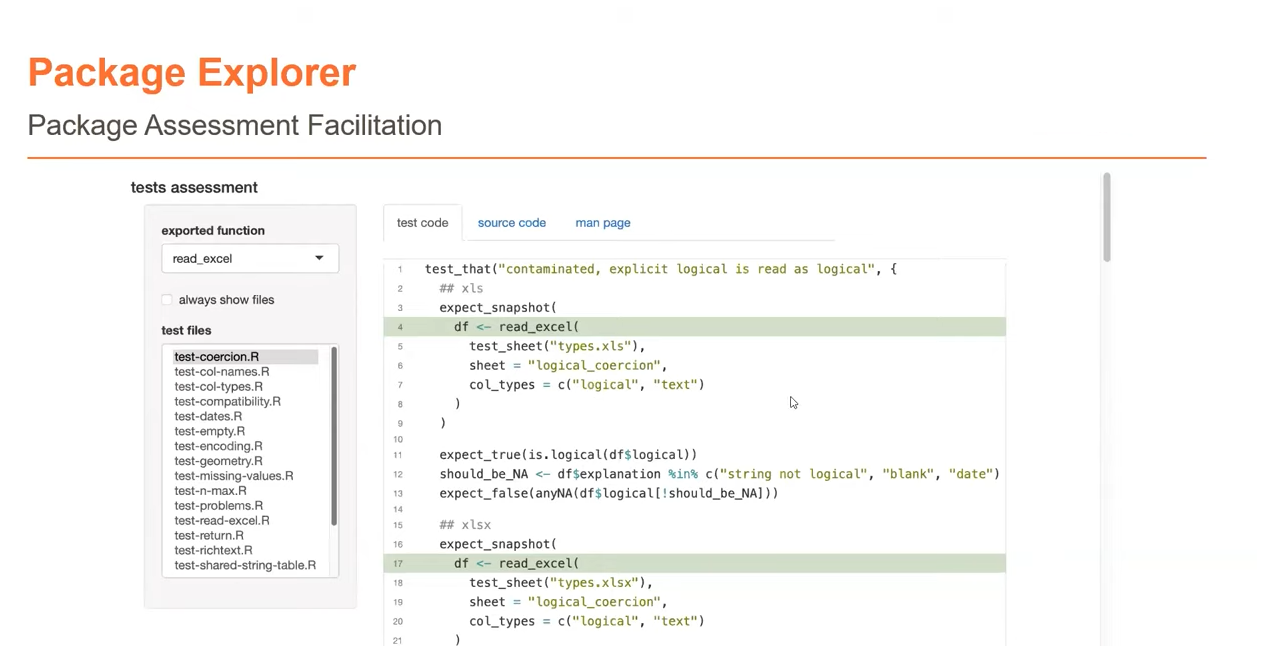 Package Explorer
Package Assessment Facilitation
tests assessment
exported function
read_excel
always show files
test files
test-coercion.R
test-col-names.R
test-col-types.R
test-compatibility.R
test-dates.R
test-empty.R
test-encoding.R
test-geometry.R
test-missing-values.R
test-n-max.R
test-problems.R
test-read-excel.R
test-return.R
test-richtext.R
test-shared-string-table.R
test code source code man page
1 test_that("contaminated, explicit logical is read as logical", {
2 ## xls
3 expect_snapshot(
4 df <- read_excel(
5 test_sheet("types.xls"),
6 sheet = "logical_coercion",
7 col_types = c("logical", "text")
8 )
9 )
10
11 expect_true(is.logical(df$logical))
12 should_be_NA <- df$explanation %in% c("string not logical", "blank", "date")
13 expect_false(anyNA(df$logical[!should_be_NA]))
14
15 ## xlsx
16 expect_snapshot(
17 df <- read_excel(
18 test_sheet("types.xlsx"),
19 sheet = "logical_coercion",
20 col_types = c("logical", "text")
21 )